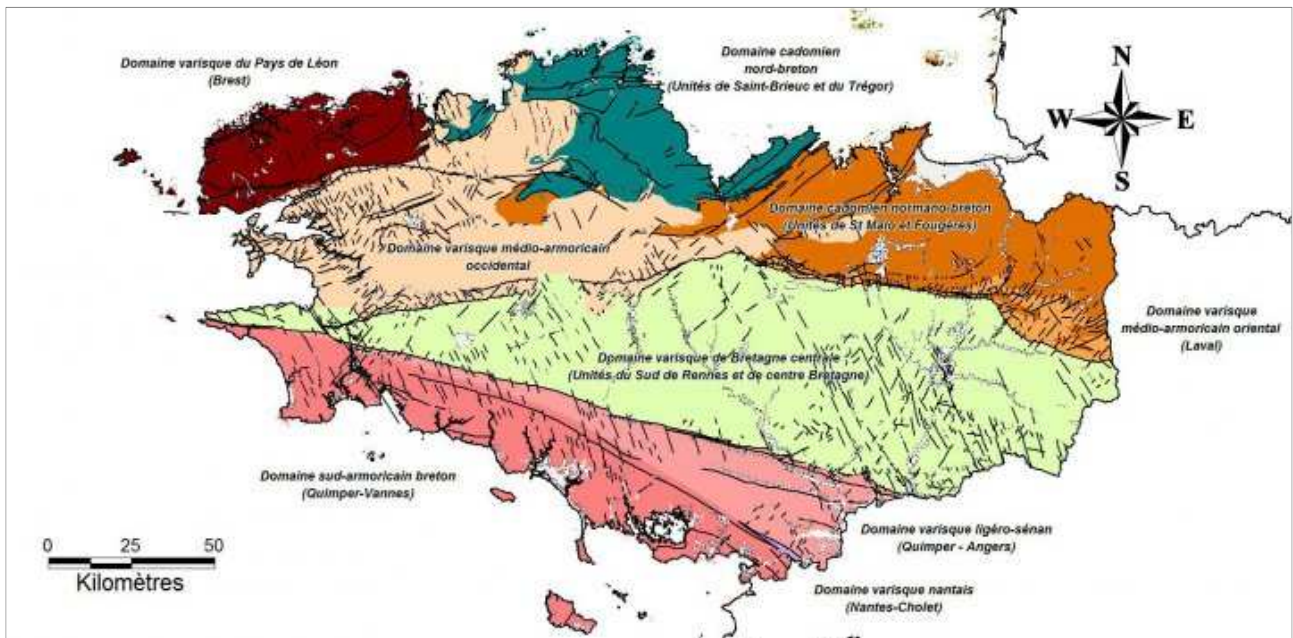 Domaine varisque du Pays de Léon
(Brest)
Domaine cadomien
nord-breton
(Unités de Saint-Brieuc et du Trégor)
N
W
E
S
Domaine cadomien normano-breton
(Unités de St Malo et Fougères)
Domaine varisque médio-armoricain
occidental
Domaine varisque
médio-armoricain oriental
(Laval)
Domaine varisque de Bretagne centrale
(Unités du Sud de Rennes et de centre Bretagne)
Domaine sud-armoricain breton
(Quimper-Vannes)
Domaine varisque ligéro-sénan
(Quimper - Angers)
0 25 50
Kilomètres
Domaine varisque nantais
(Nantes-Cholet)